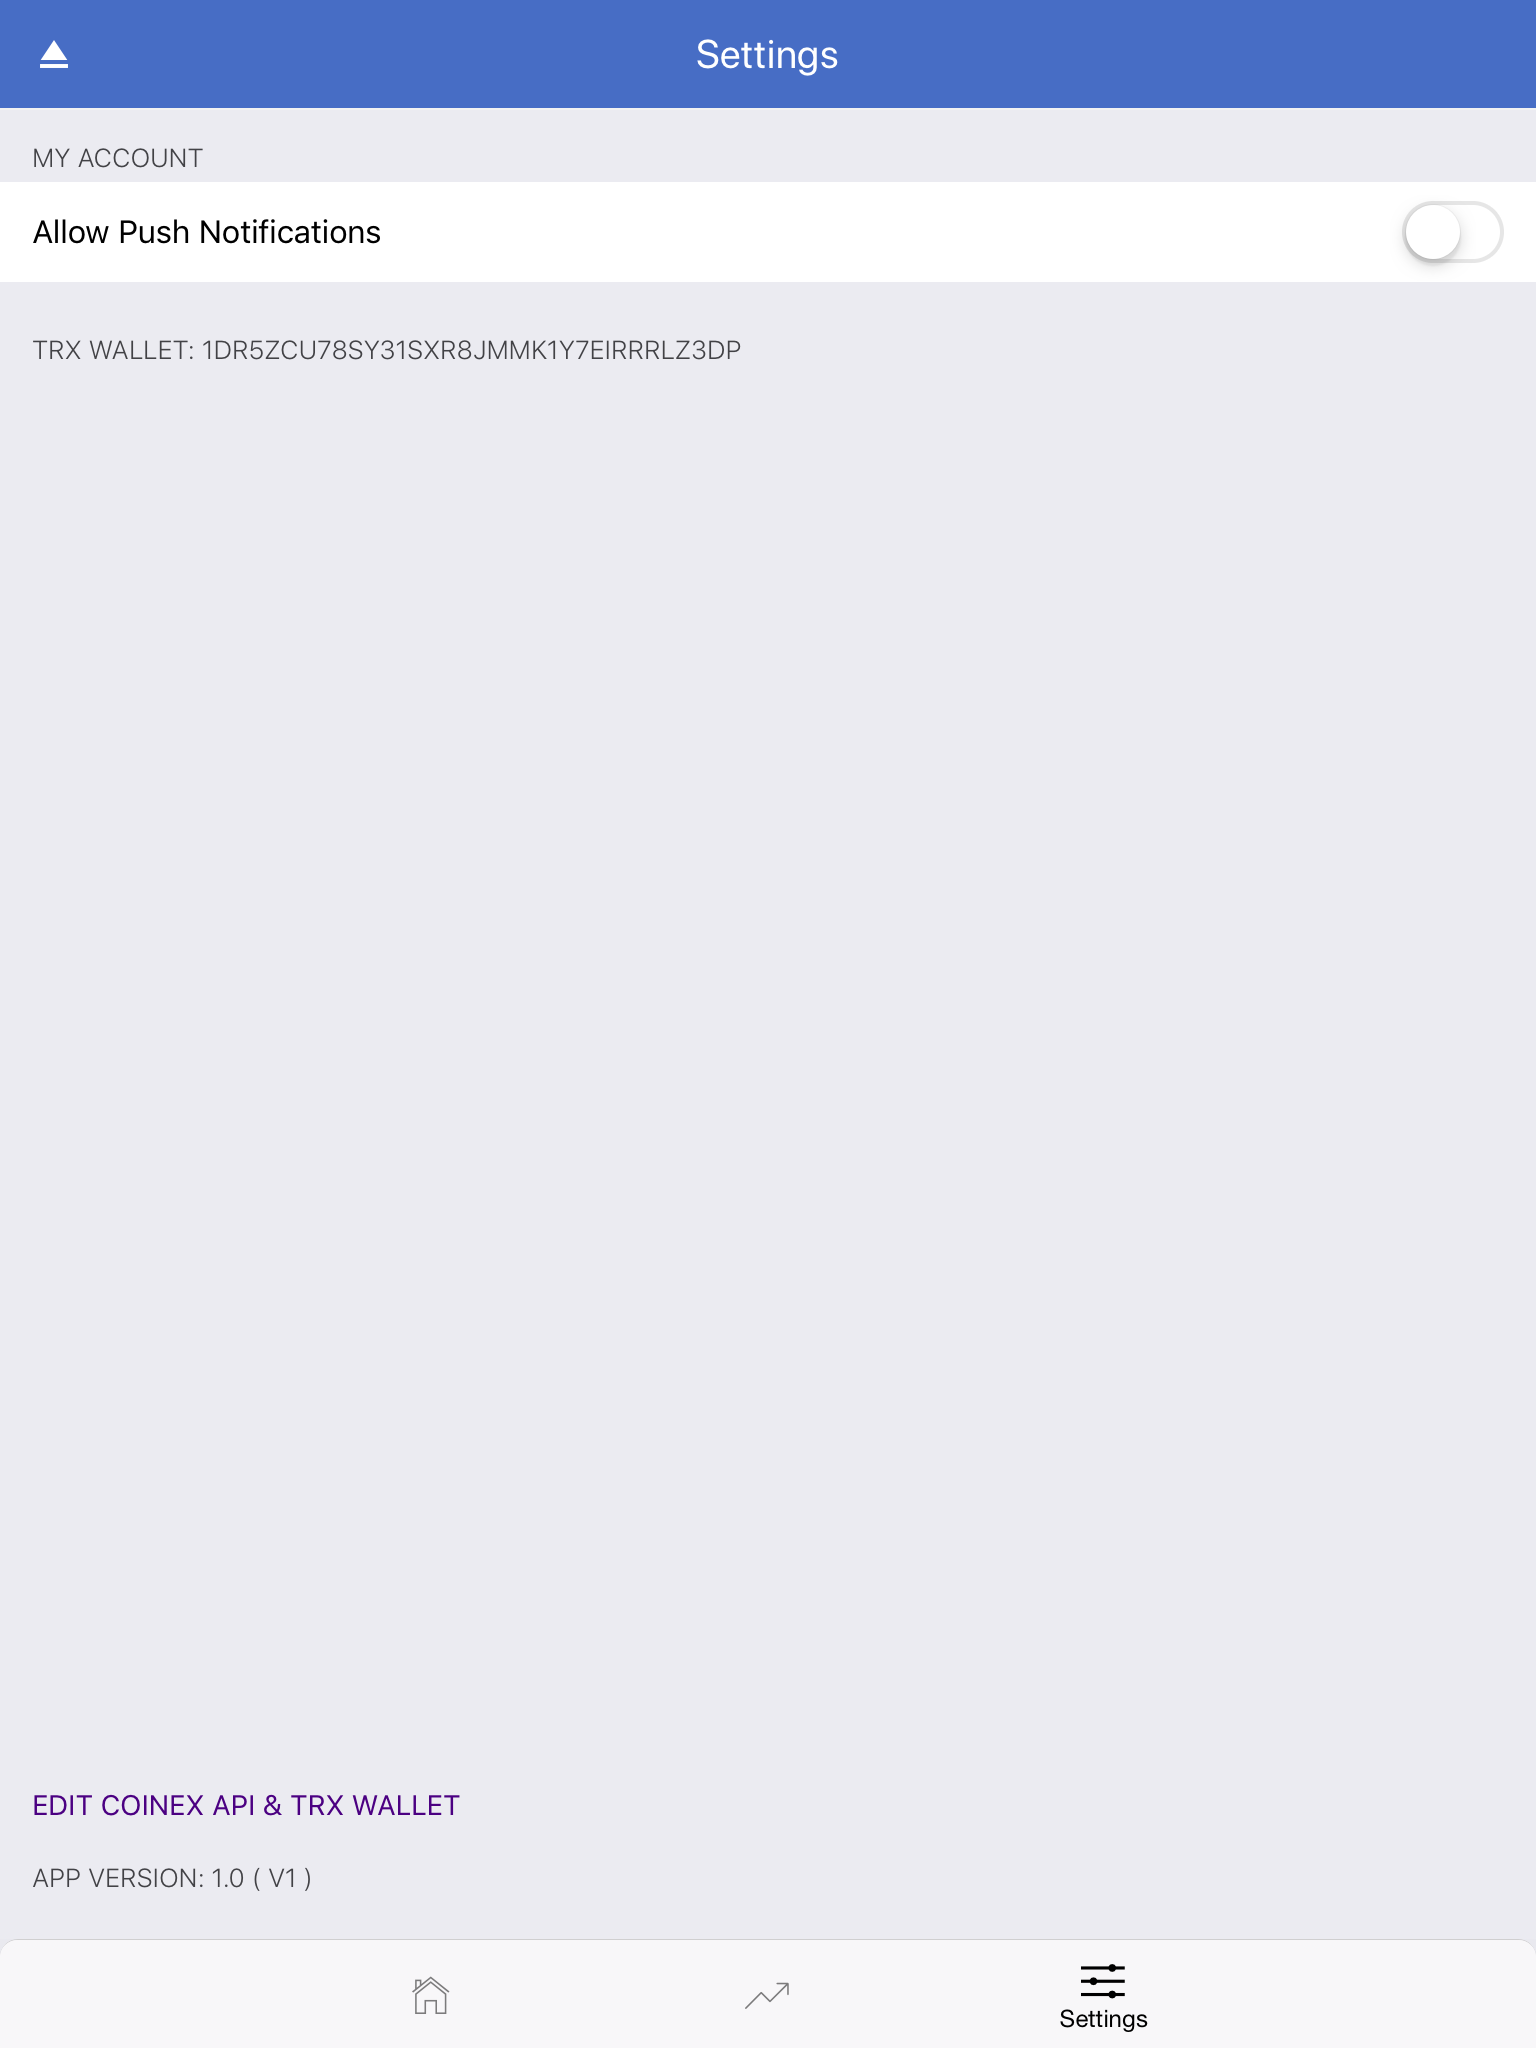 Settings
MY ACCOUNT
Allow Push Notifications
TRX WALLET: 1DR5ZCU78SY31SXR8JMMK1Y7EIRRRLZ3DP
EDIT COINEX API & TRX WALLET
APP VERSION: 1.0 ( V1 )
Settings